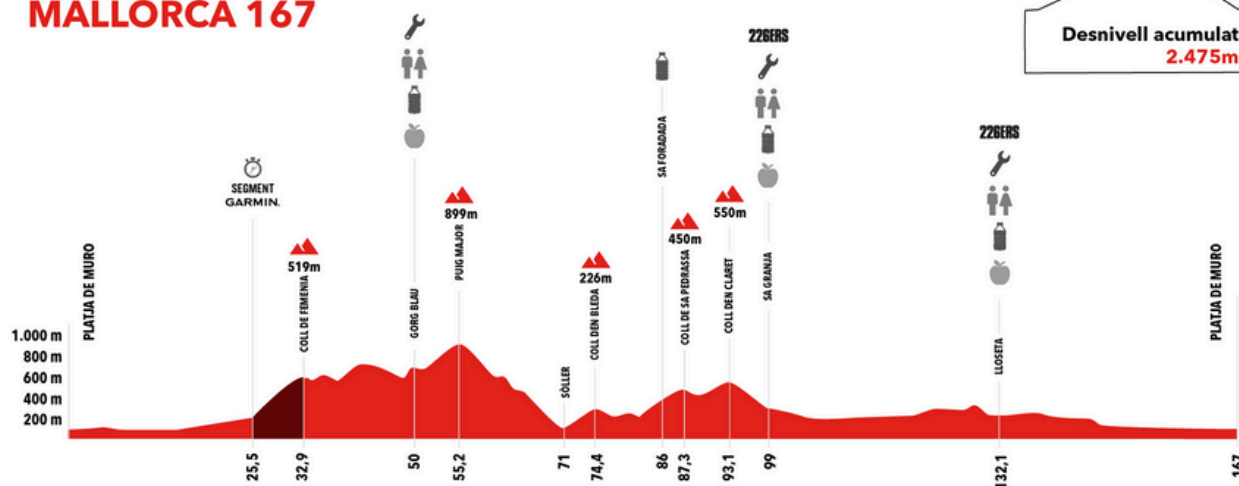 MALLORCA 167
Desnivell acumulat
2.475m
226ERS
226ERS
SEGMENT
GARMIN.
519m
899m
226m
450m
550m
PLATJA DE MURO
COLL DE FEMENIA
GORG BLAU
PUIG MAJOR
SÒLLER
COLL DEN BLEDA
SA FORADADA
COLL DE SA PEDRASSA
COLL DEN CLARET
SA GRANJA
LLOSETA
PLATJA DE MURO
1.000 m
800 m
600 m
400 m
200 m
25,5
32,9
50
55,2
71
74,4
86
87,3
93,1
99
132,1
167